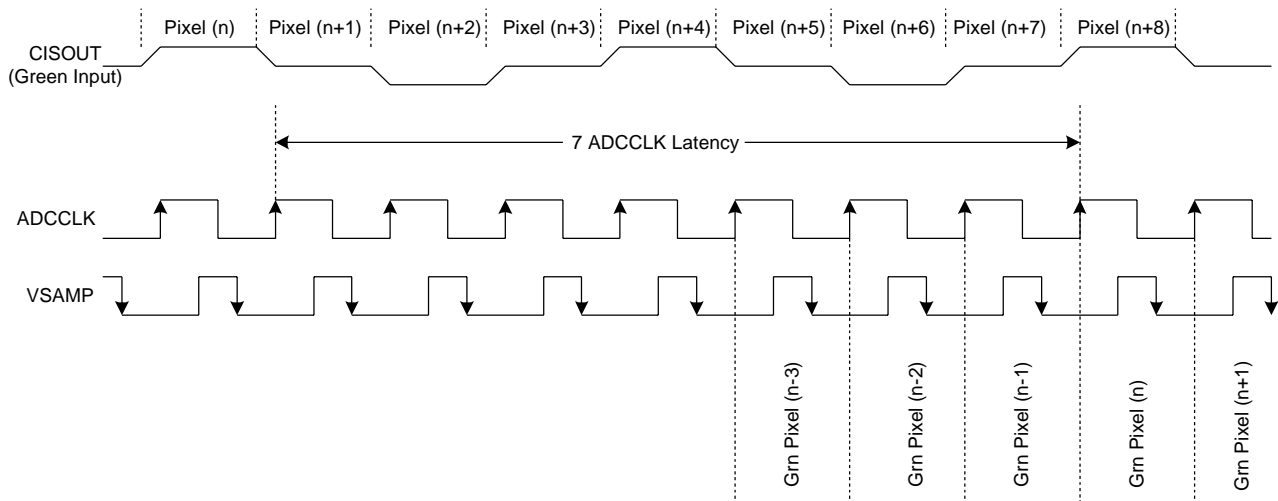 Pixel (n)
Pixel (n+1)
Pixel (n+2)
Pixel (n+3)
Pixel (n+4)
Pixel (n+5)
Pixel (n+6)
Pixel (n+7)
Pixel (n+8)
CISOUT
(Green Input)
7 ADCCLK Latency
ADCCLK
VSAMP
Grn Pixel (n-3)
Grn Pixel (n-2)
Grn Pixel (n-1)
Grn Pixel (n)
Grn Pixel (n+1)